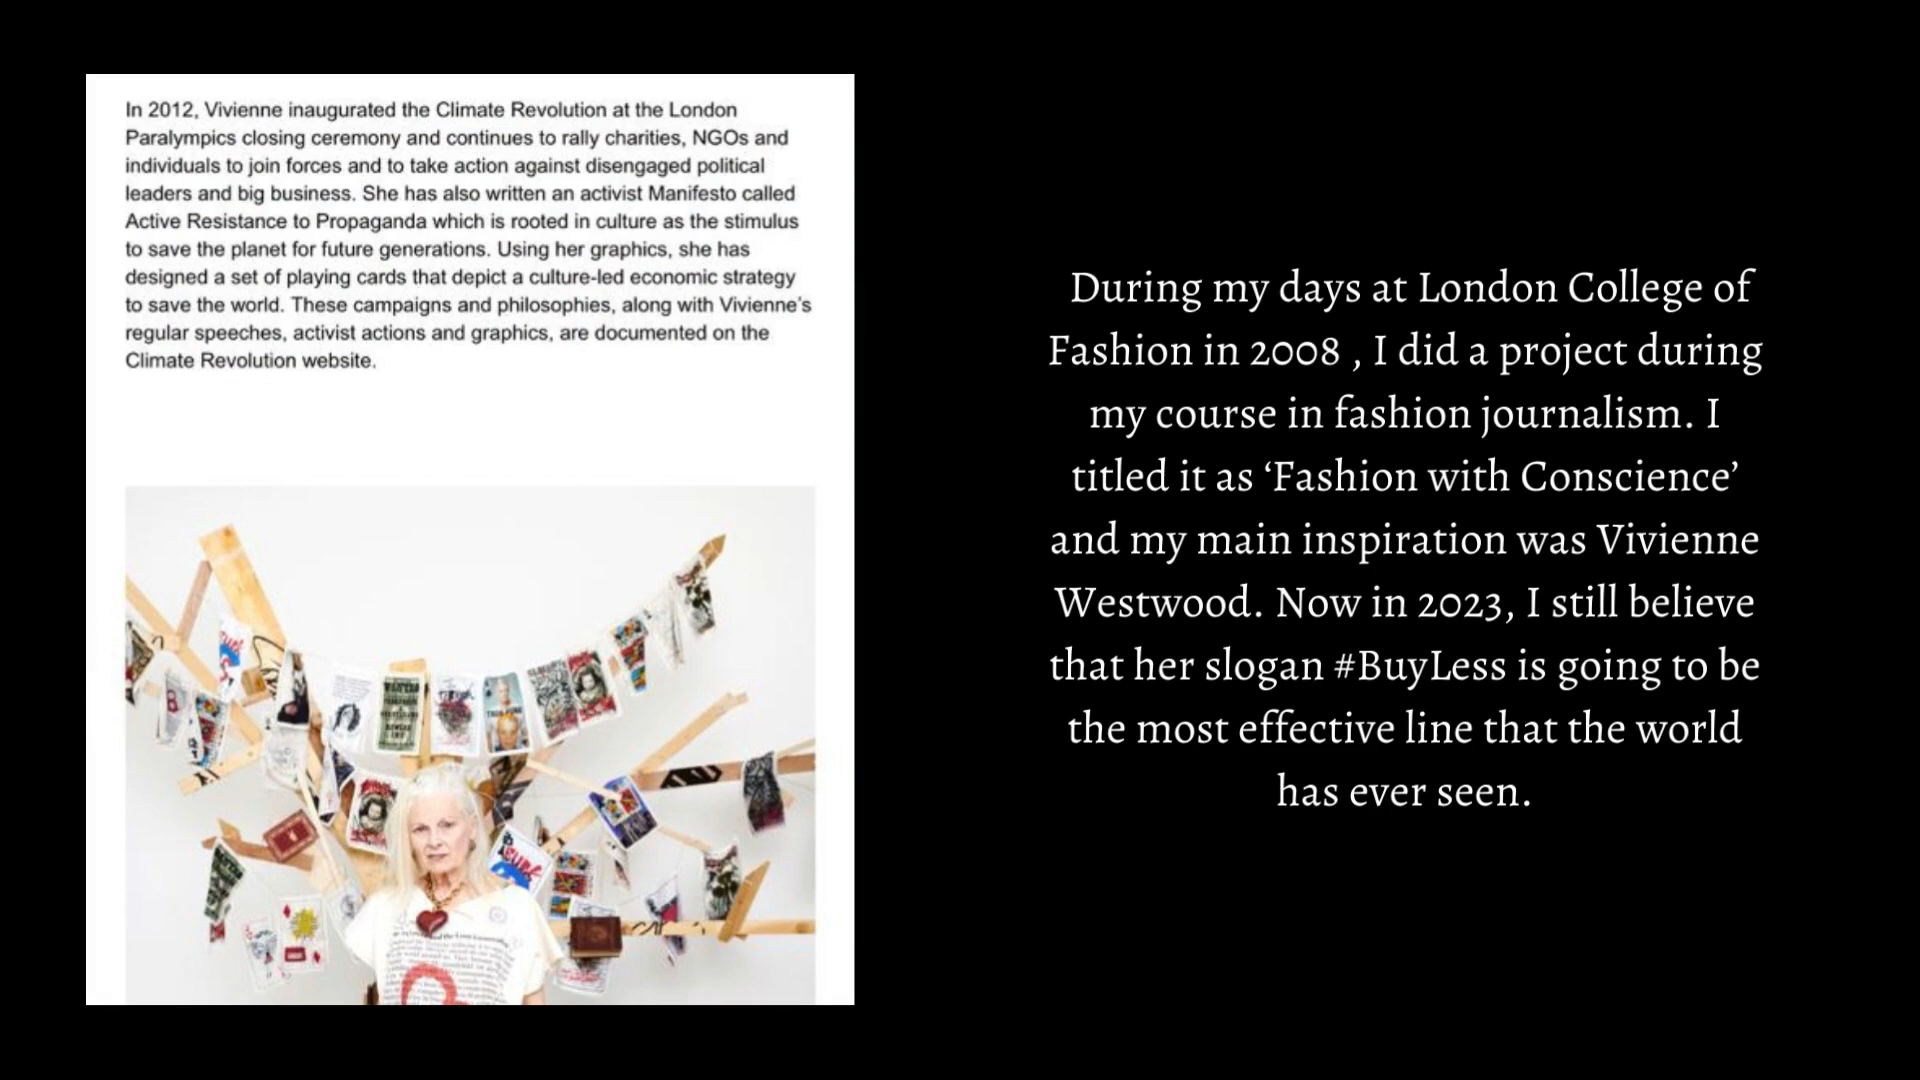 In 2012, Vivienne inaugurated the Climate Revolution at the London
Paralympics closing ceremony and continues to rally charities, NGOs and
individuals to join forces and to take action against disengaged political
leaders and big business. She has also written an activist Manifesto called
Active Resistance to Propaganda which is rooted in culture as the stimulus
to save the planet for future generations. Using her graphics, she has
designed a set of playing cards that depict a culture-led economic strategy
to save the world. These campaigns and philosophies, along with Vivienne's
regular speeches, activist actions and graphics, are documented on the
Climate Revolution website.
WANTED
During my days at London College of
Fashion in 2008 , I did a project during
my course in fashion journalism. I
titled it as ‘Fashion with Conscience’
and my main inspiration was Vivienne
Westwood. Now in 2023, I still believe
that her slogan #BuyLess is going to be
the most effective line that the world
has ever seen.